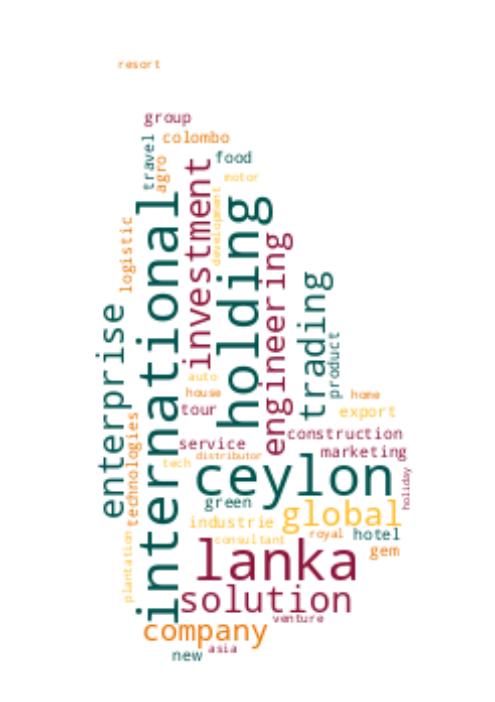 resort
group
colombo
travel
agro
food
motor
investment
development
international
holding
logistic
engineering
trading
enterprise
product
auto
house
home
tour
export
technologies
construction
service
marketing
distributor
tech
ceylon
holiday
green
global
industrie
royal
hotel
plantation
consultant
gem
lanka
solution
venture
company
asia
new